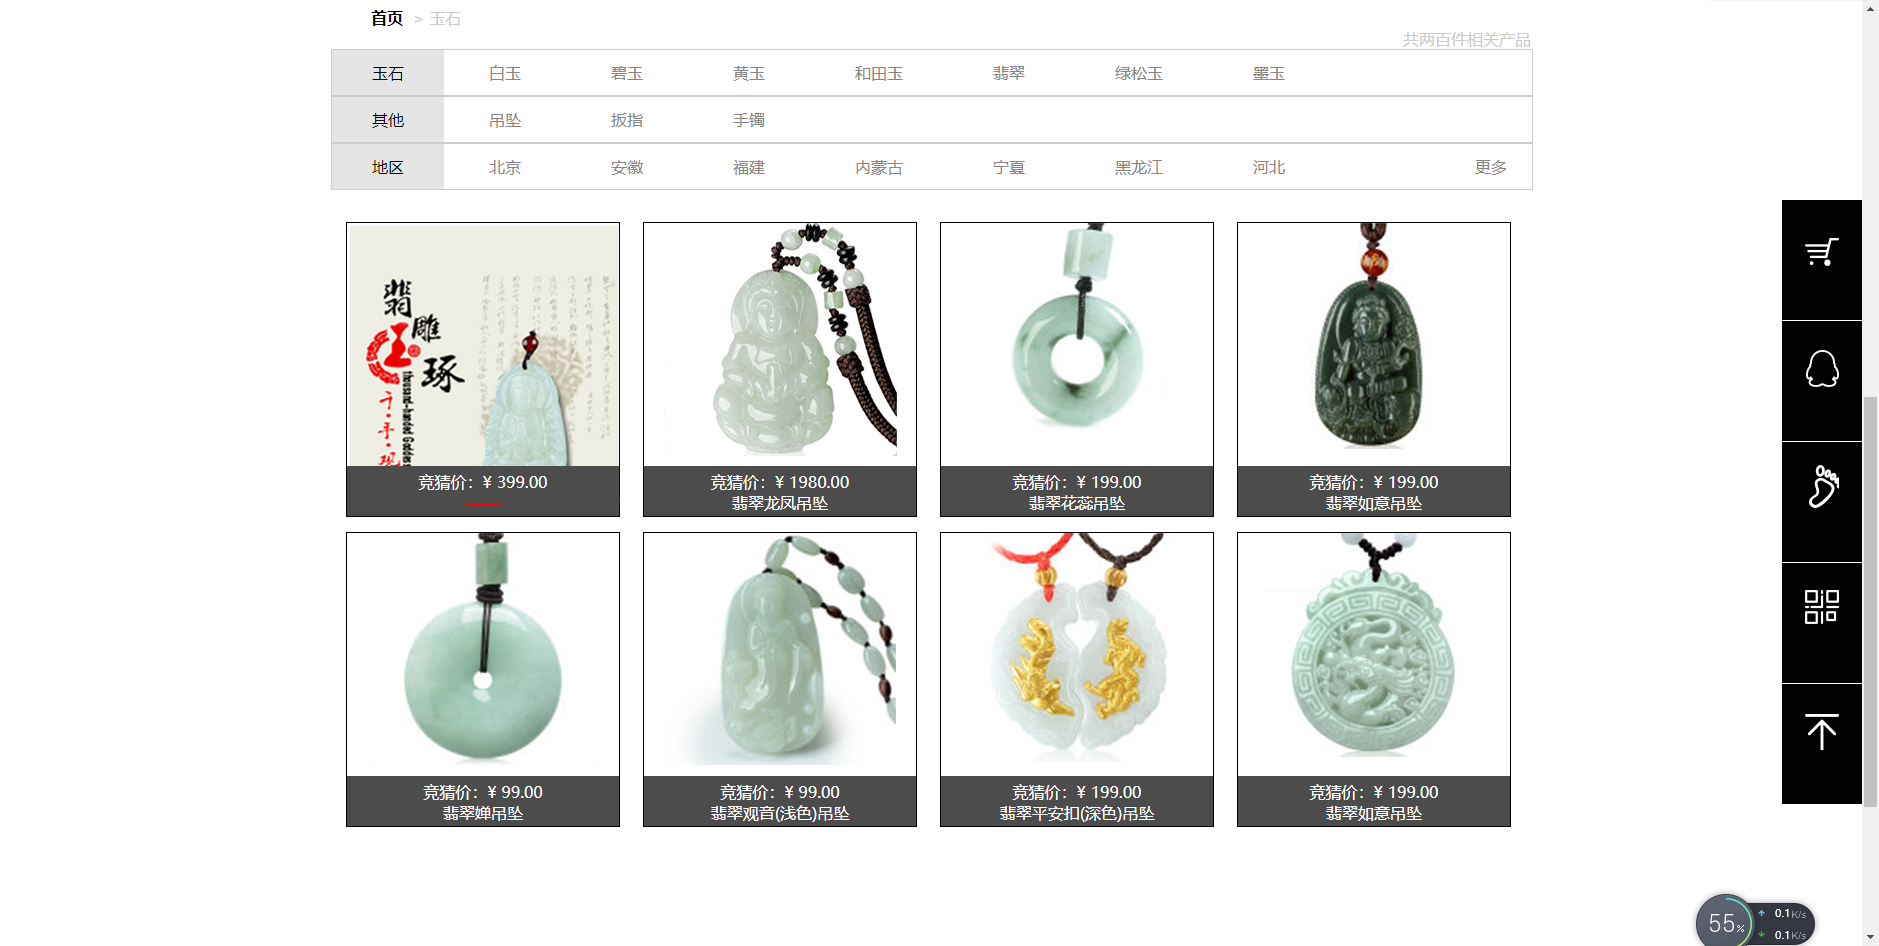 首页 > 玉石
共两百件相关产品
玉石 白玉 碧玉 黄玉 和田玉 翡翠 绿松玉 墨玉
其他 吊坠 扳指 手镯
地区 北京 安徽 福建 内蒙古 宁夏 黑龙江 河北 更多
翡
雕
玉
琢
千·手·观
thousand-handed Goddess
竞猜价：¥ 399.00
竞猜价：¥ 1980.00
翡翠龙凤吊坠
竞猜价：¥ 199.00
翡翠花蕊吊坠
竞猜价：¥ 199.00
翡翠如意吊坠
竞猜价：¥ 99.00
翡翠婵吊坠
竞猜价：¥ 99.00
翡翠观音(浅色)吊坠
竞猜价：¥ 199.00
翡翠平安扣(深色)吊坠
竞猜价：¥ 199.00
翡翠如意吊坠
55%
0.1K/s
0.1K/s